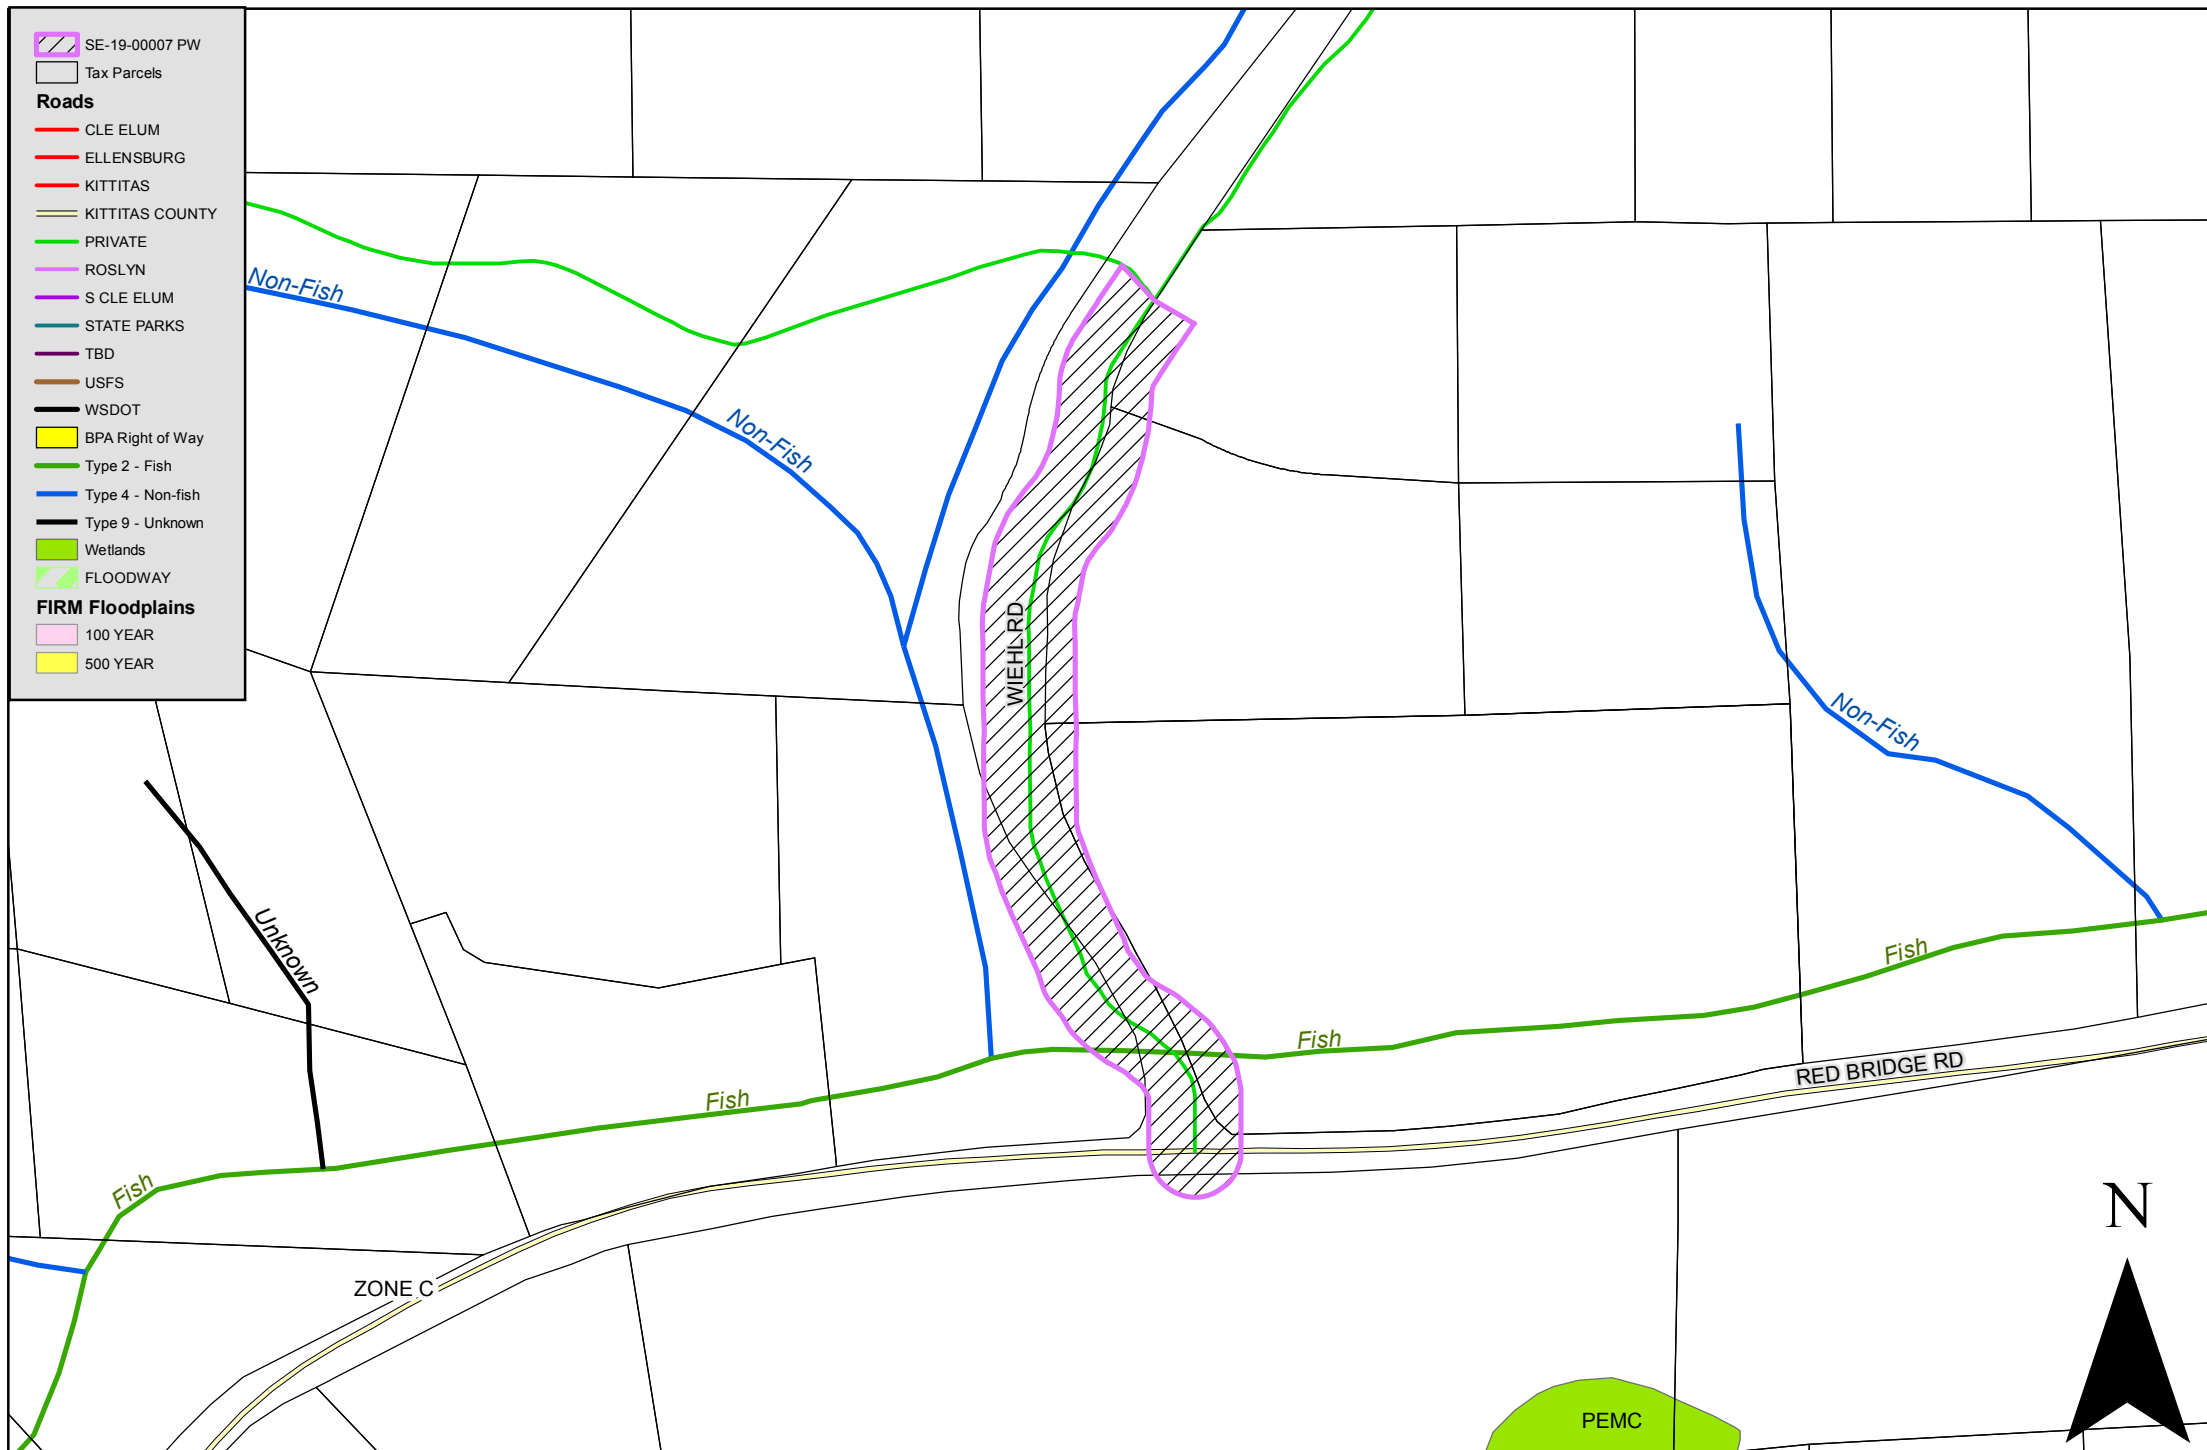 SE-19-00007 PW
Tax Parcels
Roads
CLE ELUM
ELLENSBURG
KITTITAS
KITTITAS COUNTY
PRIVATE
ROSLYN
S CLE ELUM
STATE PARKS
TBD
USFS
WSDOT
BPA Right of Way
Type 2 - Fish
Type 4 - Non-fish
Type 9 - Unknown
Wetlands
FLOODWAY
FIRM Floodplains
100 YEAR
500 YEAR
Non-Fish
Non-Fish
WIEHL RD
Non-Fish
Unknown
Fish
Fish
Fish
RED BRIDGE RD
Fish
ZONE C
N
PEMC